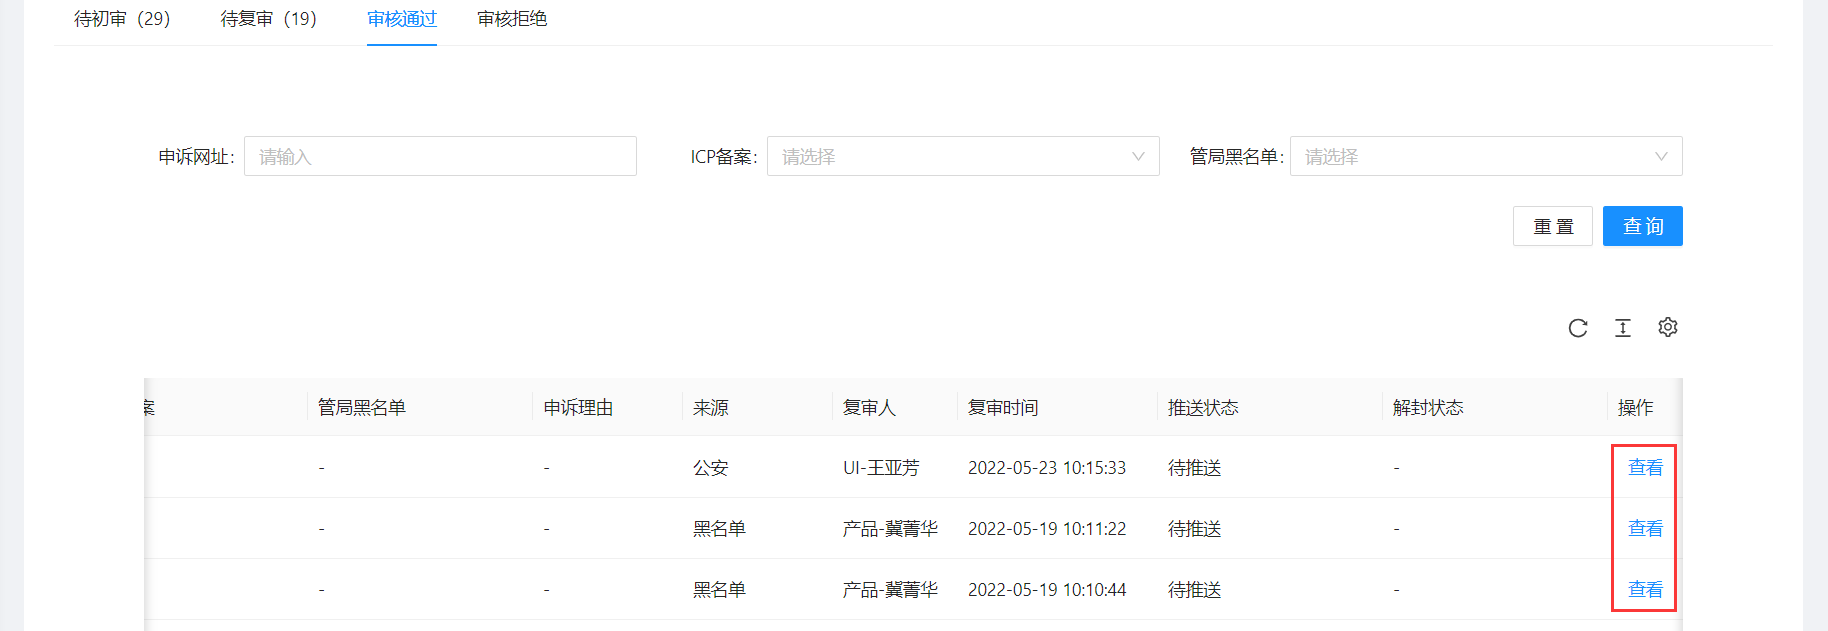 待初审（29） 待复审（19） 审核通过 审核拒绝
申诉网址: 请输入 ICP备案: 请选择 管局黑名单: 请选择
重 置 查 询
案 管局黑名单 申诉理由 来源 复审人 复审时间 推送状态 解封状态 操作
- - 公安 UI-王亚芳 2022-05-23 10:15:33 待推送 - 查看
- - 黑名单 产品-冀菁华 2022-05-19 10:11:22 待推送 - 查看
- - 黑名单 产品-冀菁华 2022-05-19 10:10:44 待推送 - 查看